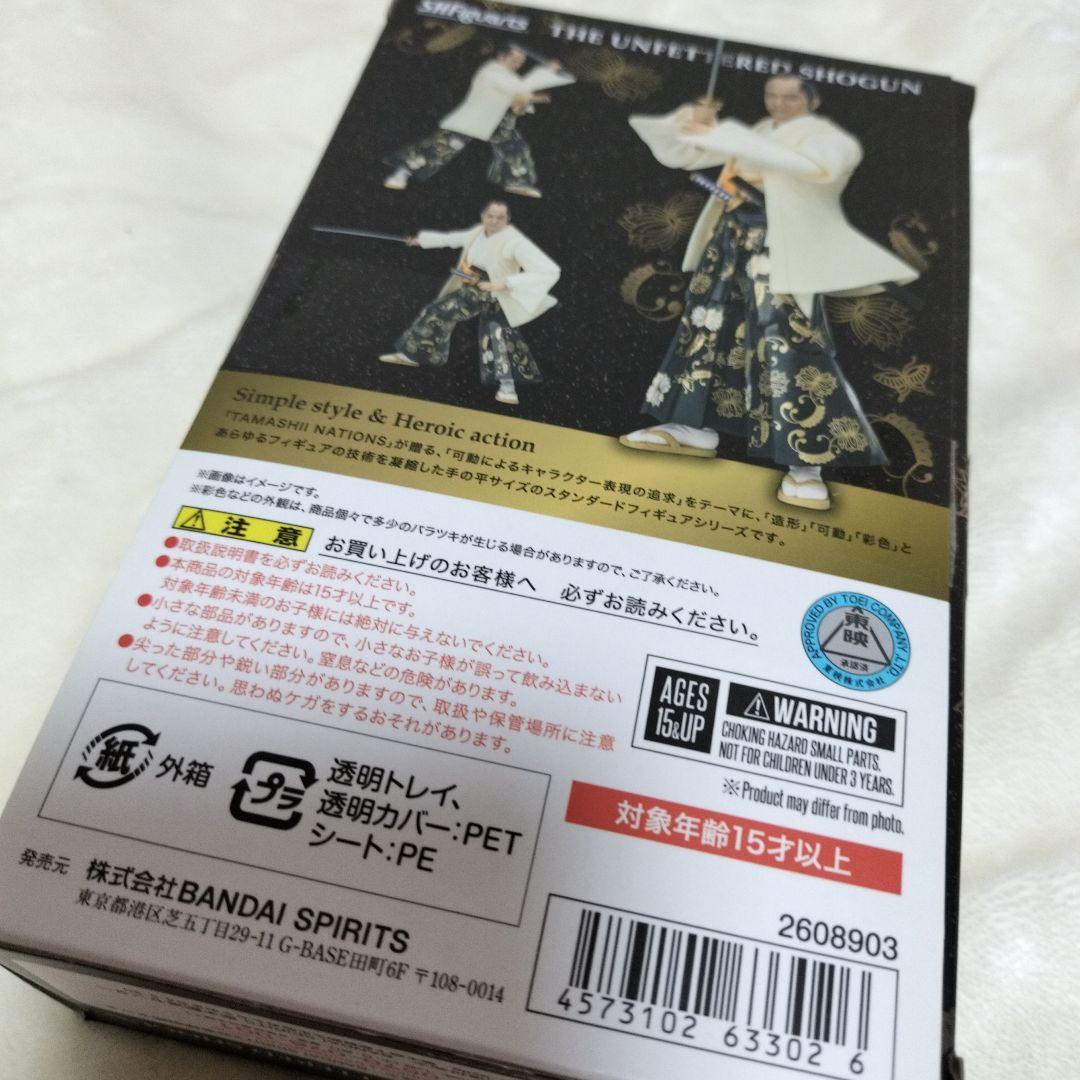 S.H.Figuarts
THE UNFETTERED SHOGUN
Simple style & Heroic action
「TAMASHII NATIONS」が贈る、「可動によるキャラクター表現の追求」をテーマに、「造形」「可動」「彩色」と
あらゆるフィギュアの技術を凝縮した手の平サイズのスタンダードフィギュアシリーズです。
※画像はイメージです。
※彩色などの外観は、商品個々で多少のバラツキが生じる場合がありますので、ご了承ください。
注意 お買い上げのお客様へ 必ずお読みください。
●取扱説明書を必ずお読みください。
●本商品の対象年齢は15才以上です。
対象年齢未満のお子様には絶対に与えないでください。
●小さな部品がありますので、小さなお子様が誤って飲み込まない
ように注意してください。窒息などの危険があります。
●尖った部分や鋭い部分がありますので、取扱や保管場所に注意
してください。思わぬケガをするおそれがあります。
APPROVED BY TOEI COMPANY, LTD.
東映
承認済
東映株式会社
AGES
15&UP
WARNING
CHOKING HAZARD SMALL PARTS.
NOT FOR CHILDREN UNDER 3 YEARS.
※Product may differ from photo.
対象年齢15才以上
紙 外箱
プラ 透明トレイ、
透明カバー:PET
シート:PE
発売元 株式会社BANDAI SPIRITS
東京都港区芝五丁目29-11 G-BASE田町6F 〒108-0014
2608903
4573102 633026